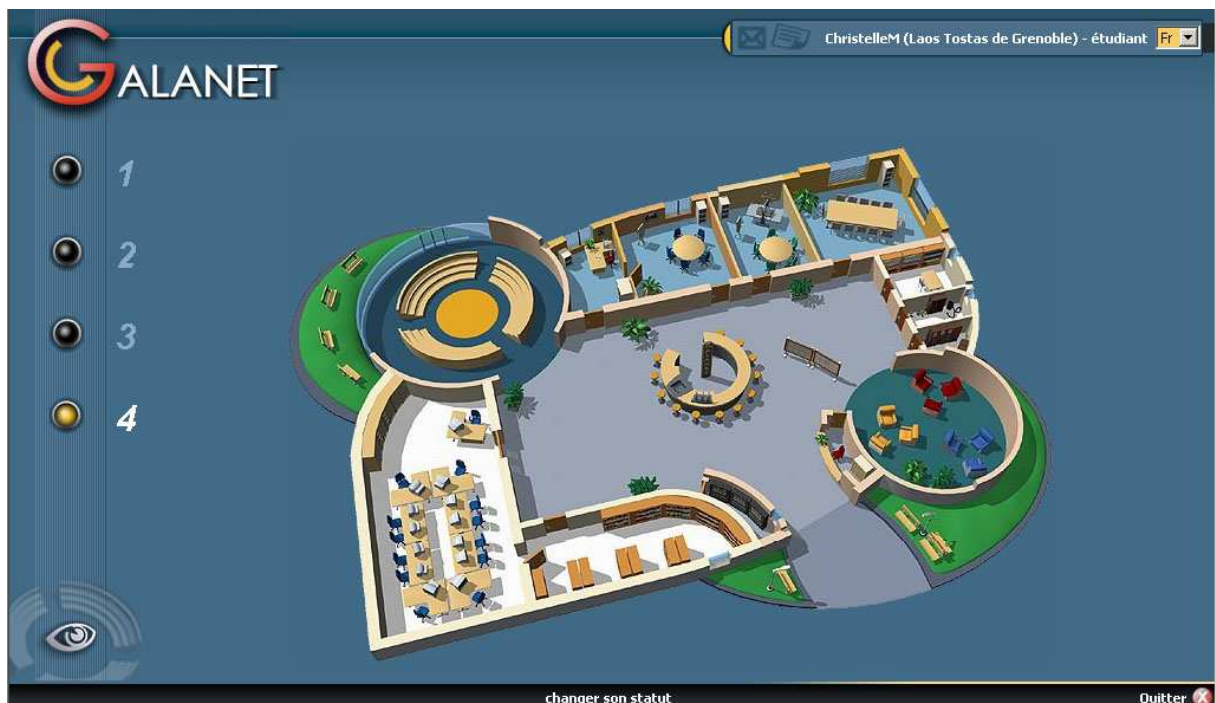 ChristelleM (Laos Tostas de Grenoble) - étudiant Fr
GALANET
1
2
3
4
changer son statut
Quitter